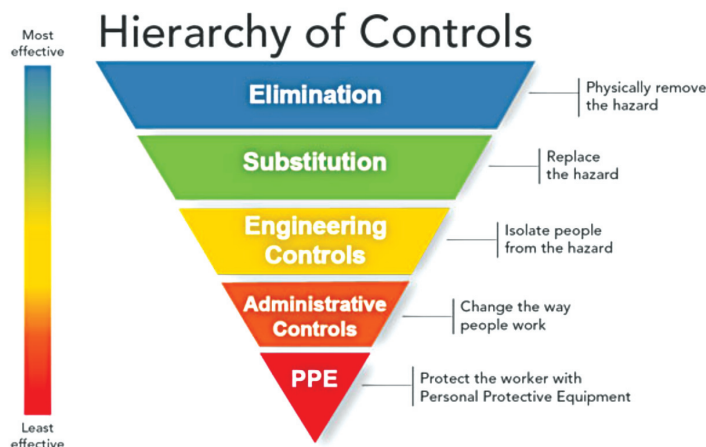 Hierarchy of Controls
Most
effective
Elimination
Physically remove
the hazard
Substitution
Replace
the hazard
Engineering
Controls
Isolate people
from the hazard
Administrative
Controls
Change the way
people work
PPE
Protect the worker with
Personal Protective Equipment
Least
effective